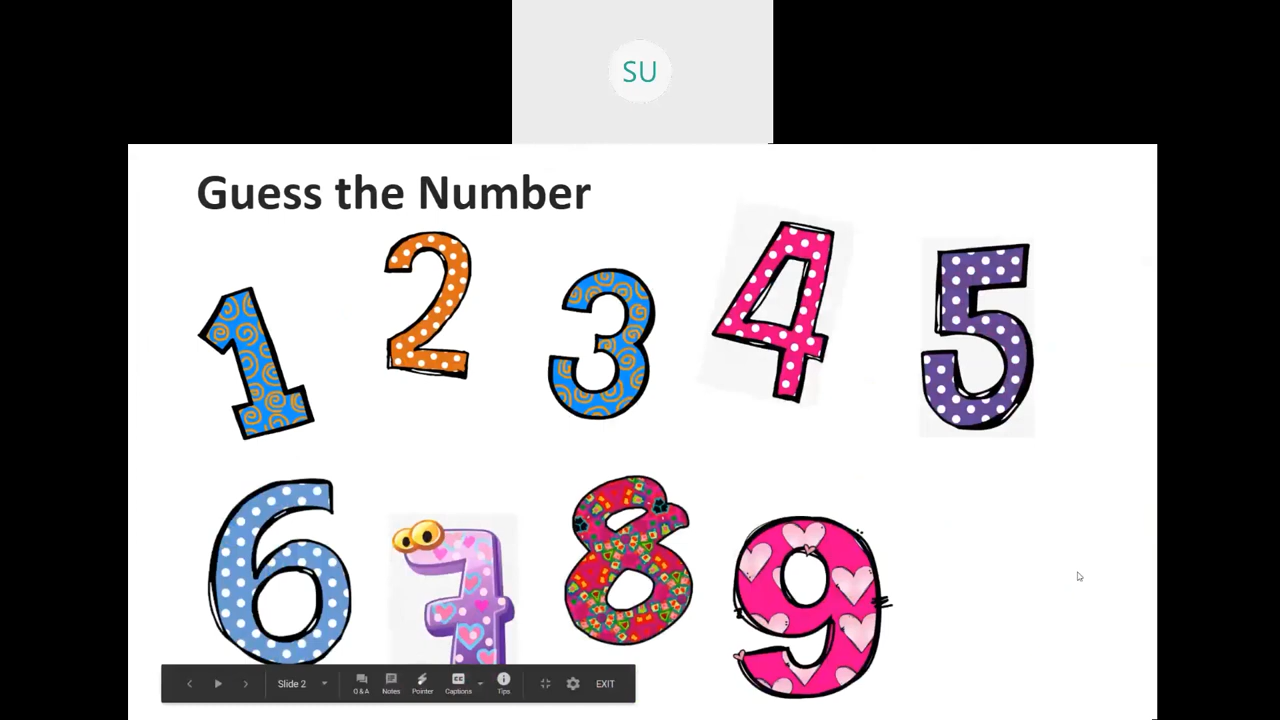 SU
Guess the Number
1 2 3 4 5
6 7 8 9
Slide 2 Q & A Notes Pointer CC Captions Tips EXIT